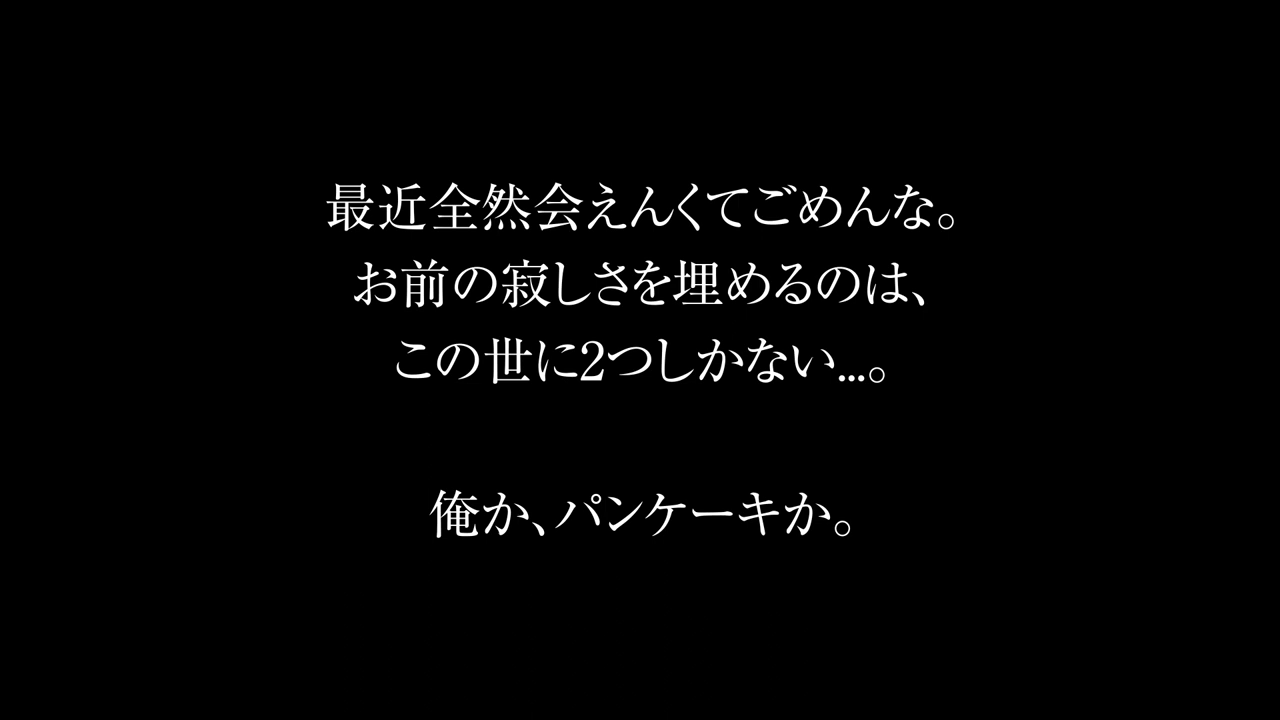 最近全然会えんくてごめんな。
お前の寂しさを埋めるのは、
この世に2つしかない...。
俺か、パンケーキか。